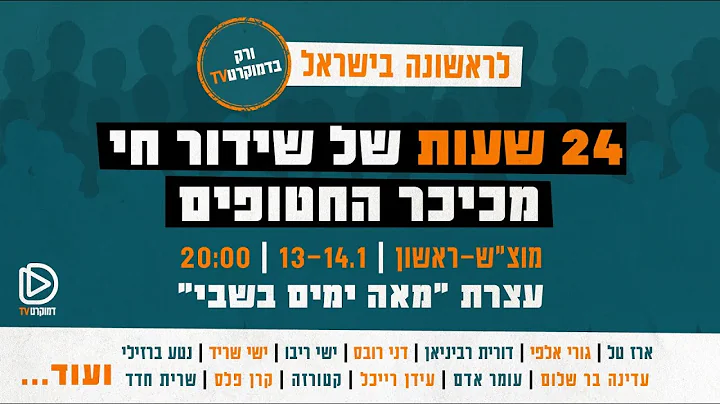 לראשונה בישראל
ורק
בדמוקרטTV
24 שעות של שידור חי
מכיכר החטופים
מוצ"ש-ראשון | 13-14.1 | 20:00
עצרת "מאה ימים בשבי"
דמוקרטTV
ארז טל | גורי אלפי | דורית רביניאן | דני רובס | ישי ריבו | ישי שריד | נטע ברזילי
עדינה בר שלום | עומר אדם | עידן רייכל | קטורזה | קרן פלס | שרית חדד
ועוד...